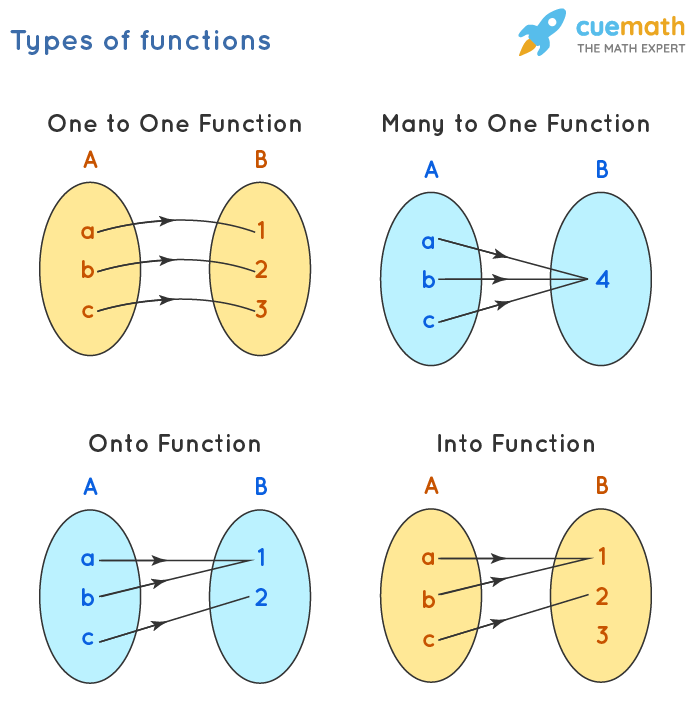 Types of functions
cuemath
THE MATH EXPERT
One to One Function
A B
a 1
b 2
c 3
Many to One Function
A B
a
b 4
c
Onto Function
A B
a 1
b 2
c
Into Function
A B
a 1
b 2
c 3